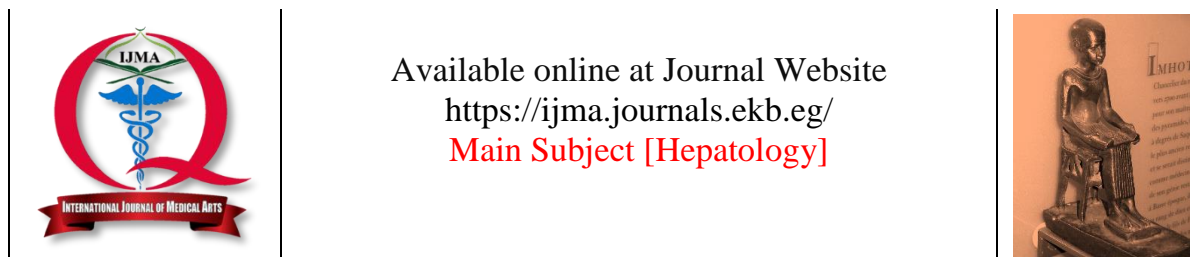 IJMA
INTERNATIONAL JOURNAL OF MEDICAL ARTS
Available online at Journal Website
https://ijma.journals.ekb.eg/
Main Subject [Hepatology]
IMHOT